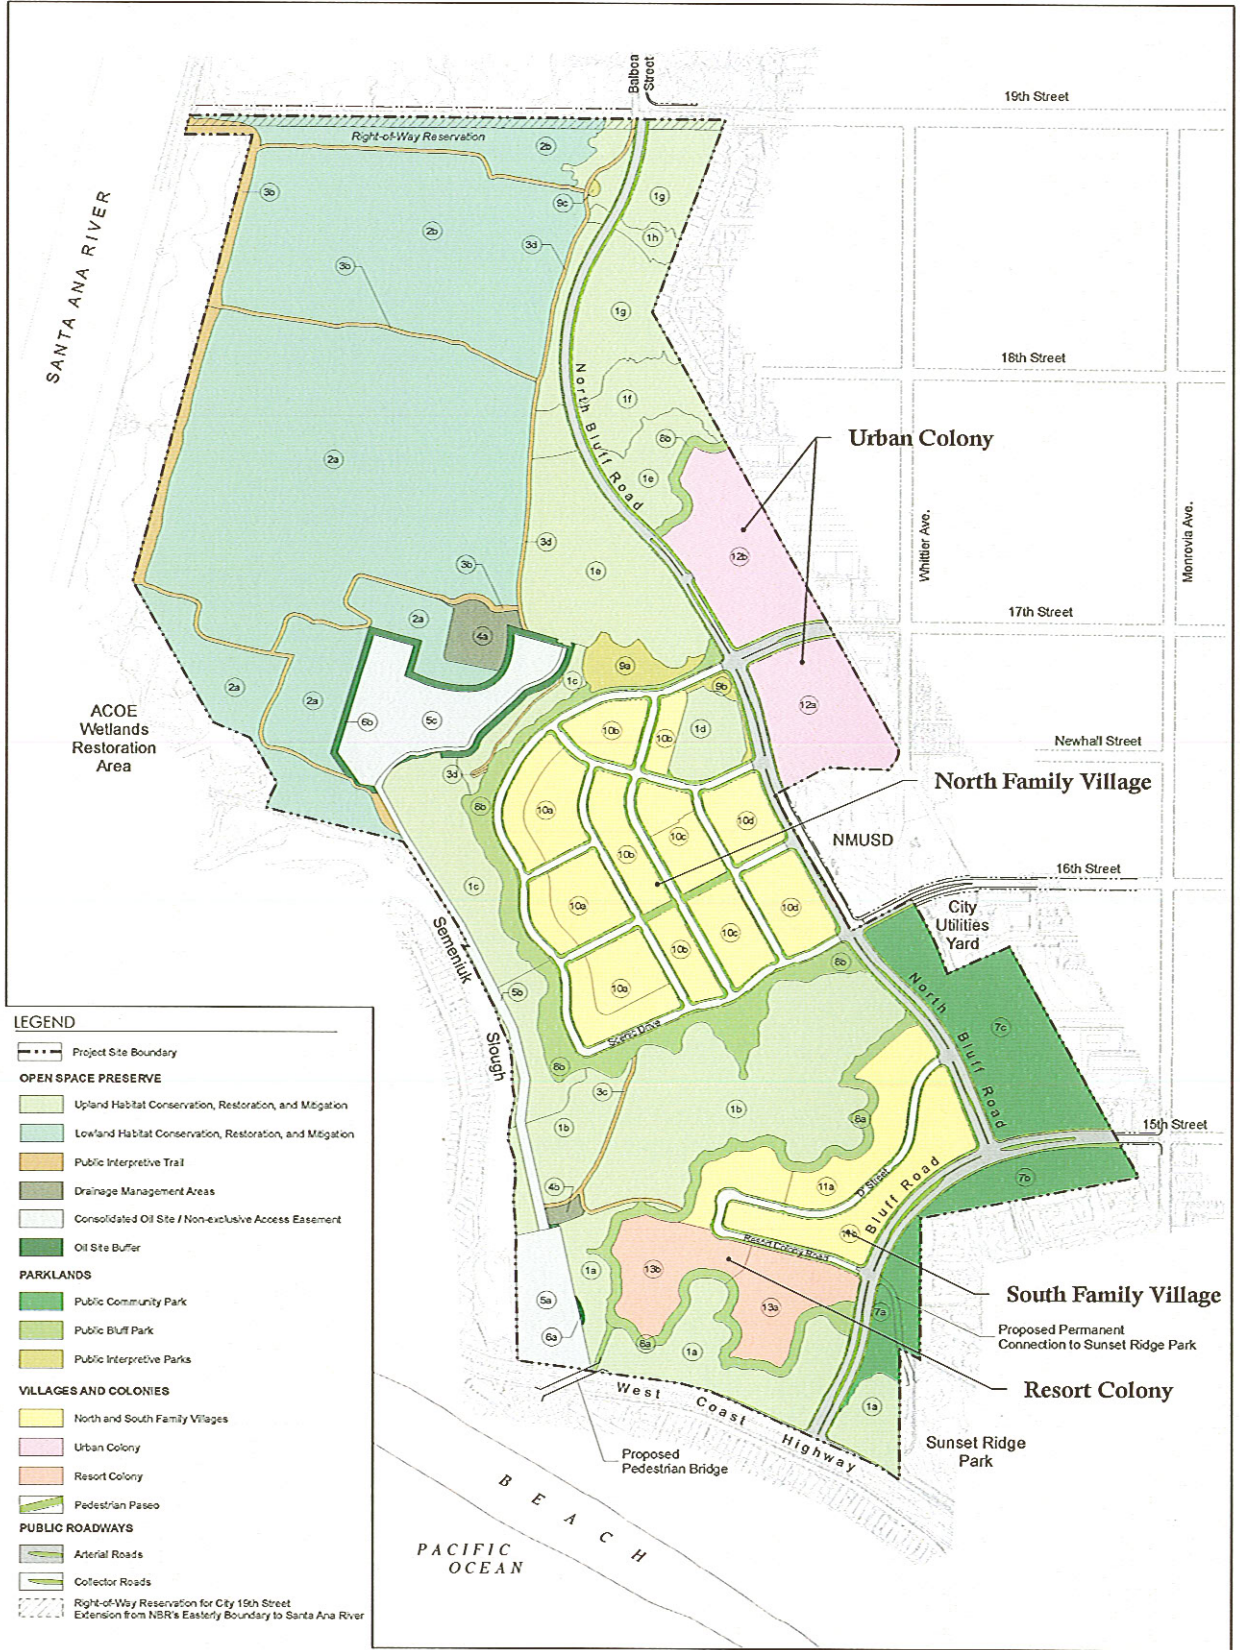 Balboa
Street
19th Street
Right-of-Way Reservation
2b
3b
9c
1g
2b
3d
1h
3b
1g
SANTA ANA RIVER
18th Street
1f
North Bluff Road
8b
Urban Colony
2a
1e
Whittier Ave.
Monrovia Ave.
3d
12b
3b
1e
17th Street
2a
4a
9a
1c
9b
2a
2a
12a
6b
5c
10b
10b
1d
ACOE
Wetlands
Restoration
Area
Newhall Street
3d
North Family Village
8b
10a
10d
10c
NMUSD
10b
16th Street
1c
10a
10d
City
Utilities
Yard
10c
10b
Semeniuk
Slough
8b
10a
5b
North Bluff Road
7c
Scenic Drive
8b
3c
1b
8a
1b
15th Street
7b
4b
11a
"D" Street
Bluff Road
Resort Colony Road
1a
13b
South Family Village
5a
13a
7a
6a
8a
1a
Proposed Permanent
Connection to Sunset Ridge Park
Resort Colony
1a
West Coast Highway
Sunset Ridge
Park
Proposed
Pedestrian Bridge
BEACH
PACIFIC
OCEAN
LEGEND
Project Site Boundary
OPEN SPACE PRESERVE
Upland Habitat Conservation, Restoration, and Mitigation
Lowland Habitat Conservation, Restoration, and Mitigation
Public Interpretive Trail
Drainage Management Areas
Consolidated Oil Site / Non-exclusive Access Easement
Oil Site Buffer
PARKLANDS
Public Community Park
Public Bluff Park
Public Interpretive Parks
VILLAGES AND COLONIES
North and South Family Villages
Urban Colony
Resort Colony
Pedestrian Paseo
PUBLIC ROADWAYS
Arterial Roads
Collector Roads
Right-of-Way Reservation for City 19th Street
Extension from NBR's Easterly Boundary to Santa Ana River